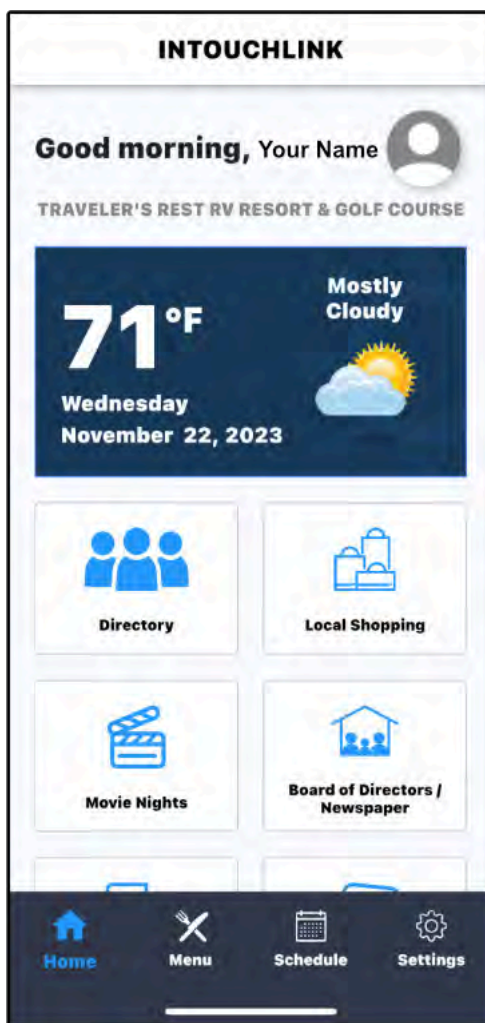 INTOUCHLINK
Good morning, Your Name
TRAVELER'S REST RV RESORT & GOLF COURSE
71°F
Mostly
Cloudy
Wednesday
November 22, 2023
Directory
Local Shopping
Movie Nights
Board of Directors /
Newspaper
Home
Menu
Schedule
Settings